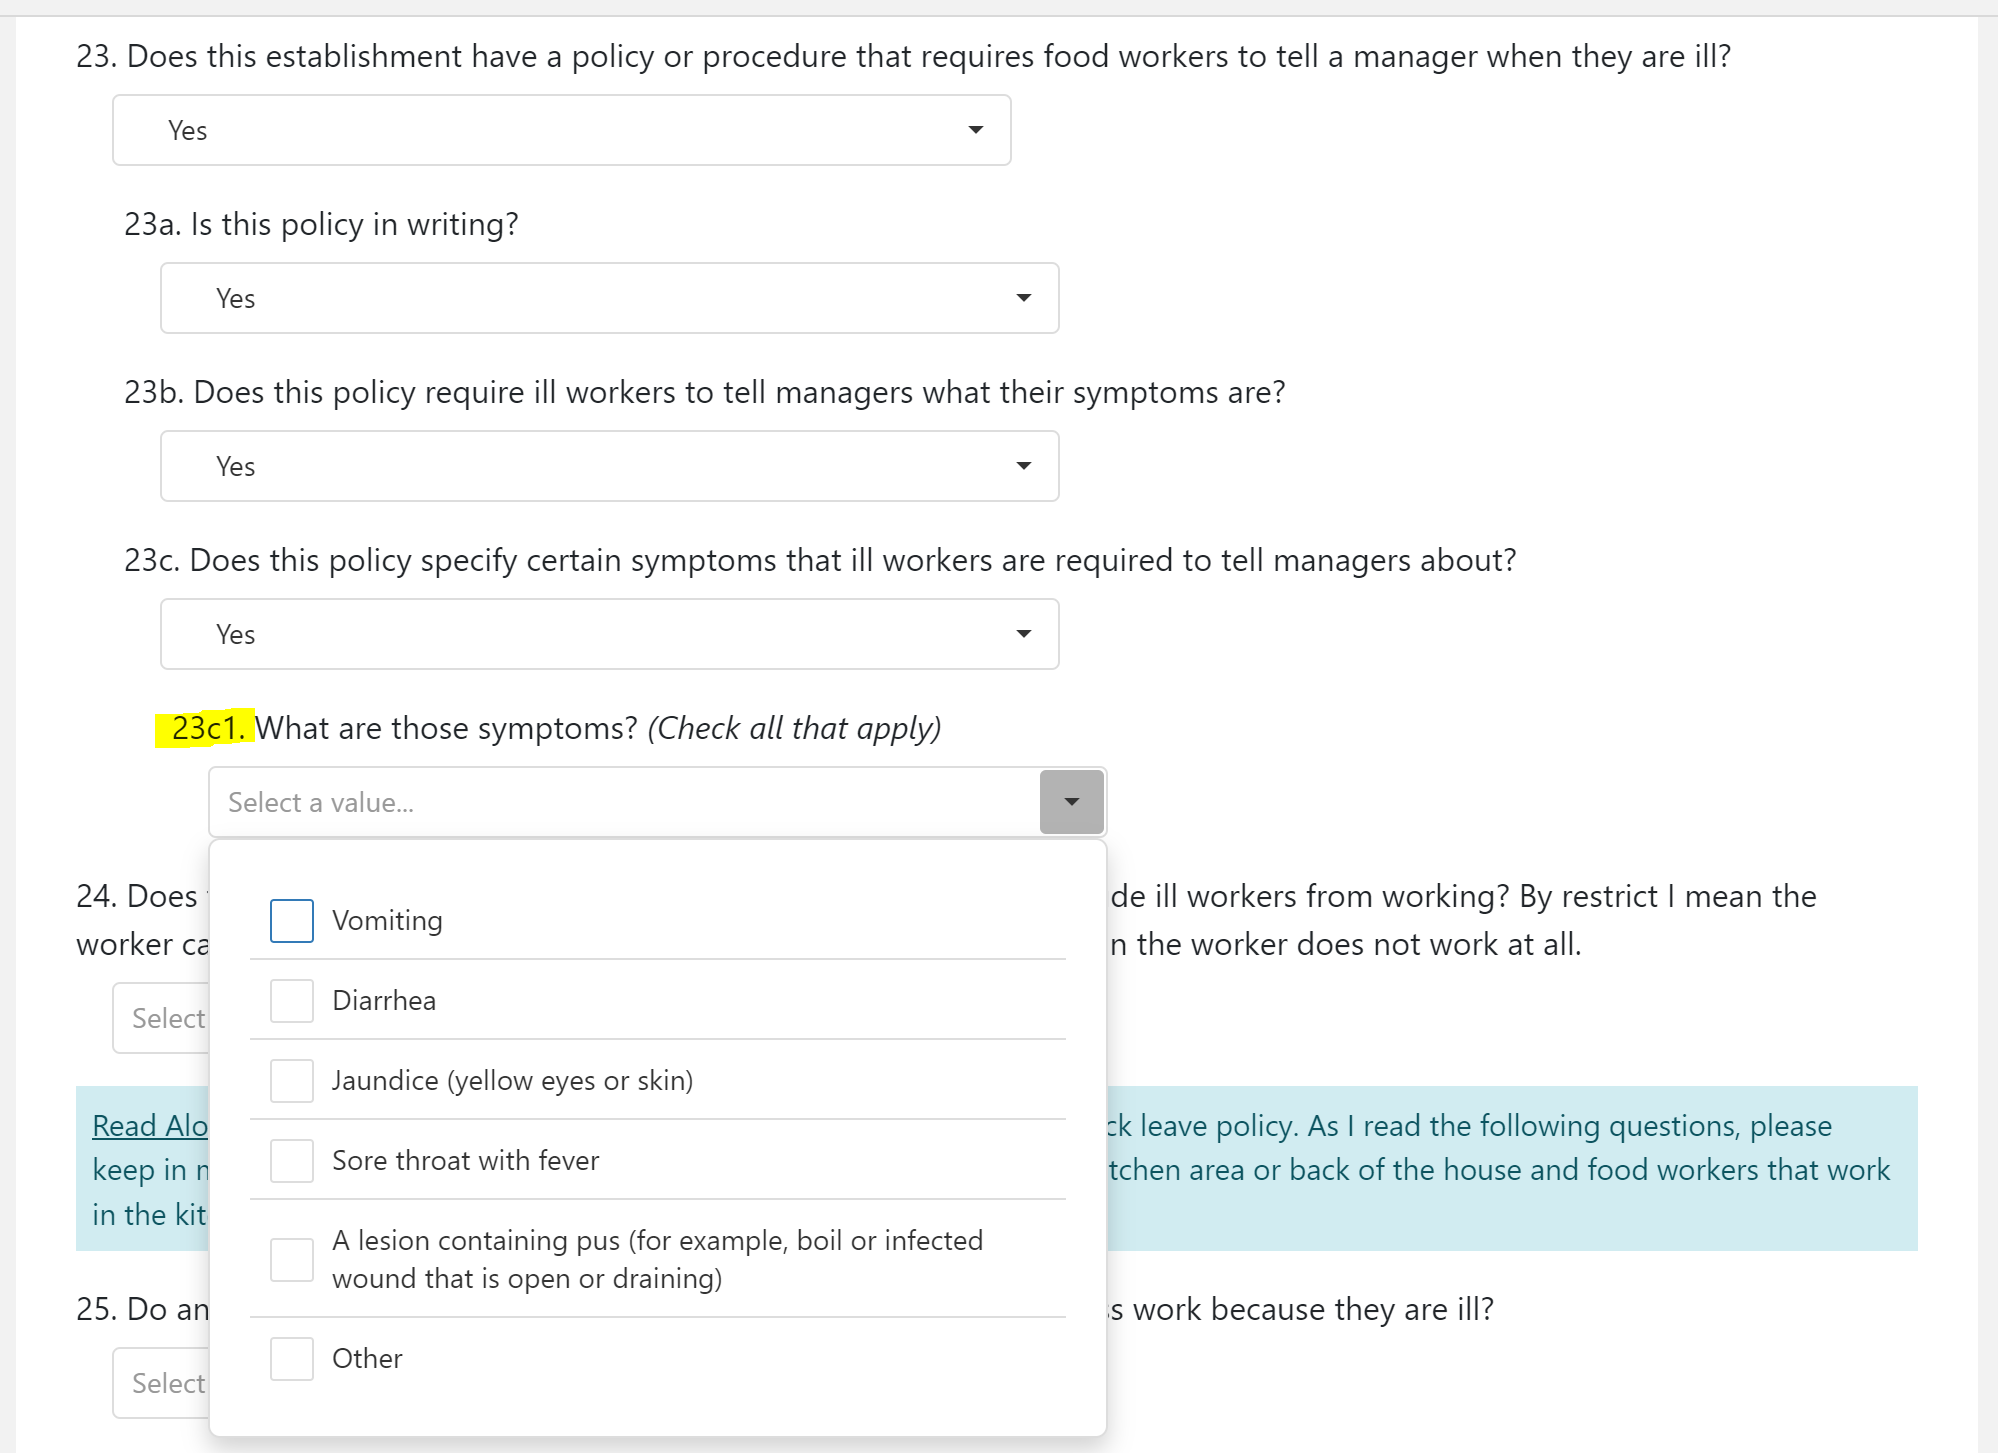 23. Does this establishment have a policy or procedure that requires food workers to tell a manager when they are ill?
Yes
23a. Is this policy in writing?
Yes
23b. Does this policy require ill workers to tell managers what their symptoms are?
Yes
23c. Does this policy specify certain symptoms that ill workers are required to tell managers about?
Yes
23c1. What are those symptoms? (Check all that apply)
Select a value...
Vomiting
Diarrhea
Jaundice (yellow eyes or skin)
Sore throat with fever
A lesion containing pus (for example, boil or infected
wound that is open or draining)
Other
24. Does de ill workers from working? By restrict I mean the
worker ca n the worker does not work at all.
Select
Read Alo ck leave policy. As I read the following questions, please
keep in tchen area or back of the house and food workers that work
in the kit
25. Do an s work because they are ill?
Select